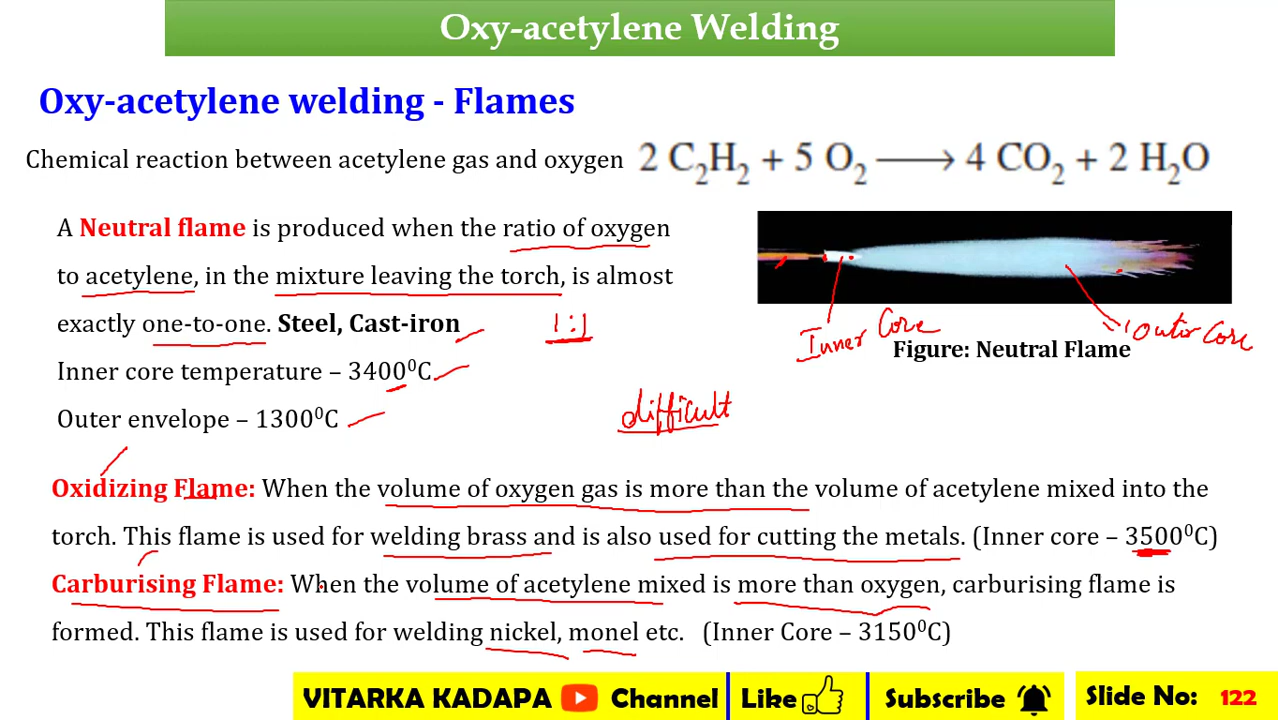 Oxy-acetylene Welding
Oxy-acetylene welding - Flames
Chemical reaction between acetylene gas and oxygen 2 C₂H₂ + 5 O₂ ⟶ 4 CO₂ + 2 H₂O
A Neutral flame is produced when the ratio of oxygen
to acetylene, in the mixture leaving the torch, is almost
exactly one-to-one. Steel, Cast-iron
1:1
Inner Core
Outer Core
Figure: Neutral Flame
Inner core temperature – 3400⁰C
Outer envelope – 1300⁰C
difficult
Oxidizing Flame: When the volume of oxygen gas is more than the volume of acetylene mixed into the
torch. This flame is used for welding brass and is also used for cutting the metals. (Inner core – 3500⁰C)
Carburising Flame: When the volume of acetylene mixed is more than oxygen, carburising flame is
formed. This flame is used for welding nickel, monel etc. (Inner Core – 3150⁰C)
VITARKA KADAPA Channel Like Subscribe Slide No: 122